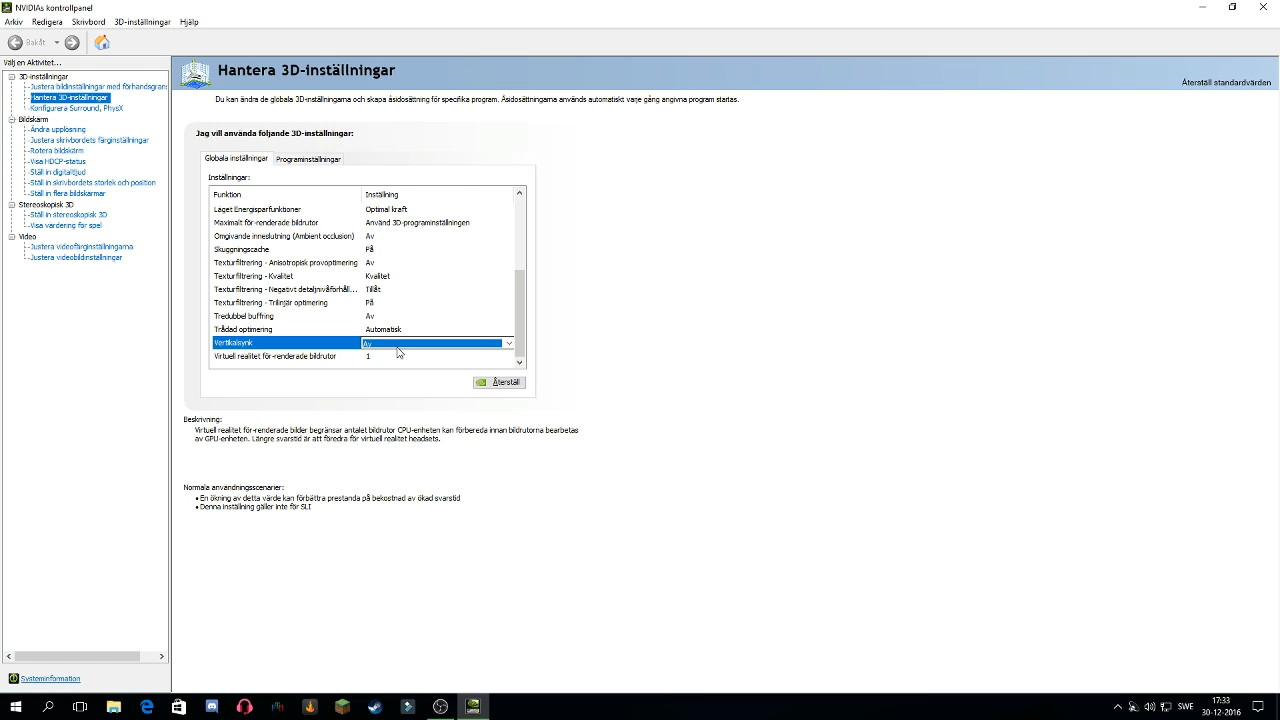 NVIDIAs kontrollpanel
Arkiv Redigera Skrivbord 3D-inställningar Hjälp
Bakåt
Välj en Aktivitet...
3D-inställningar
Justera bildinställningar med förhandsgrans
Hantera 3D-inställningar
Konfigurera Surround, PhysX
Bildskärm
Ändra upplösning
Justera skrivbordets färginställningar
Rotera bildskärm
Visa HDCP-status
Ställ in digitaltjud
Ställ in skrivbordets storlek och position
Ställ in flera bildskärmar
Stereoskopisk 3D
Ställ in stereoskopisk 3D
Visa värdering för spel
Video
Justera videofärginställningarna
Justera videobildinställningar
Systeminformation
Hantera 3D-inställningar
Återställ standardvärden
Du kan ändra de globala 3D-inställningarna och skapa åsidosättning för specifika program. Åsidosättningarna används automatiskt varje gång angivna program startas.
Jag vill använda följande 3D-inställningar:
Globala inställningar Programinställningar
Inställningar:
Funktion Inställning
Läget Energisparfunktioner Optimal kraft
Maximalt för-renderade bildrutor Använd 3D-programinställningen
Omgivande inneslutning (Ambient occlusion) Av
Skuggningscache På
Texturfiltrering - Anisotropisk provoptimering Av
Texturfiltrering - Kvalitet Kvalitet
Texturfiltrering - Negativt detaljnivåförhåll... Tillåt
Texturfiltrering - Trilinjär optimering På
Tredubbel buffring Av
Trådad optimering Automatisk
Vertikalsynk Av
Virtuell realitet för-renderade bildrutor 1
Återställ
Beskrivning:
Virtuell realitet för-renderade bilder begränsar antalet bildrutor CPU-enheten kan förbereda innan bildrutorna bearbetas
av GPU-enheten. Längre svarstid är att föredra för virtuell realitet headsets.
Normala användningsscenarier:
• En ökning av detta värde kan förbättra prestanda på bekostnad av ökad svarstid
• Denna inställning gäller inte för SLI
SWE
17:33
30-12-2016